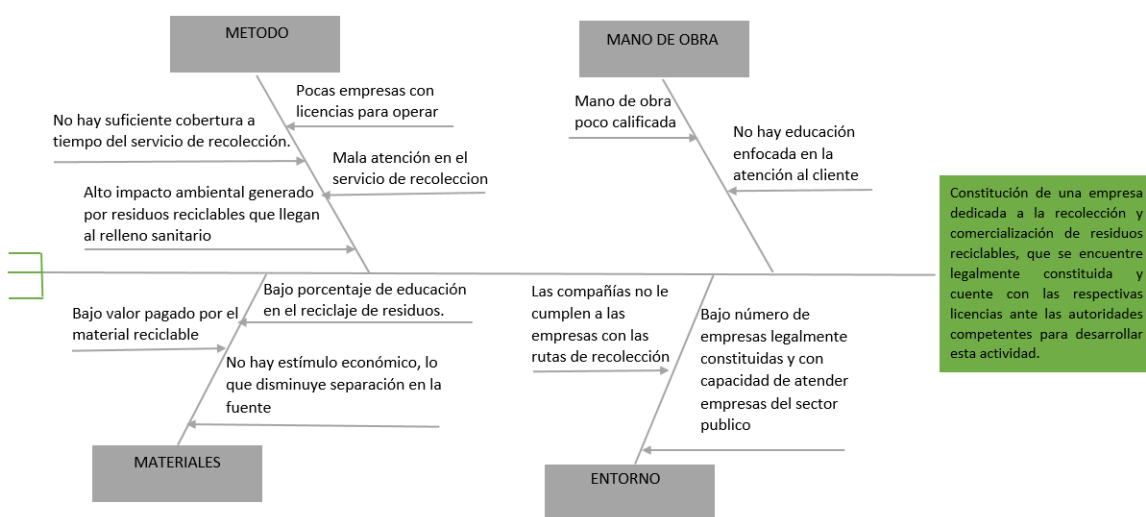 METODO
Pocas empresas con
licencias para operar
No hay suficiente cobertura a
tiempo del servicio de recolección.
Mala atención en el
servicio de recoleccion
Alto impacto ambiental generado
por residuos reciclables que llegan
al relleno sanitario
MANO DE OBRA
Mano de obra
poco calificada
No hay educación
enfocada en la
atención al cliente
Constitución de una empresa
dedicada a la recolección y
comercialización de residuos
reciclables, que se encuentre
legalmente constituida y
cuente con las respectivas
licencias ante las autoridades
competentes para desarrollar
esta actividad.
Bajo porcentaje de educación
en el reciclaje de residuos.
Bajo valor pagado por el
material reciclable
No hay estímulo económico, lo
que disminuye separación en la
fuente
MATERIALES
Las compañías no le
cumplen a las
empresas con las
rutas de recolección
Bajo número de
empresas legalmente
constituidas y con
capacidad de atender
empresas del sector
publico
ENTORNO